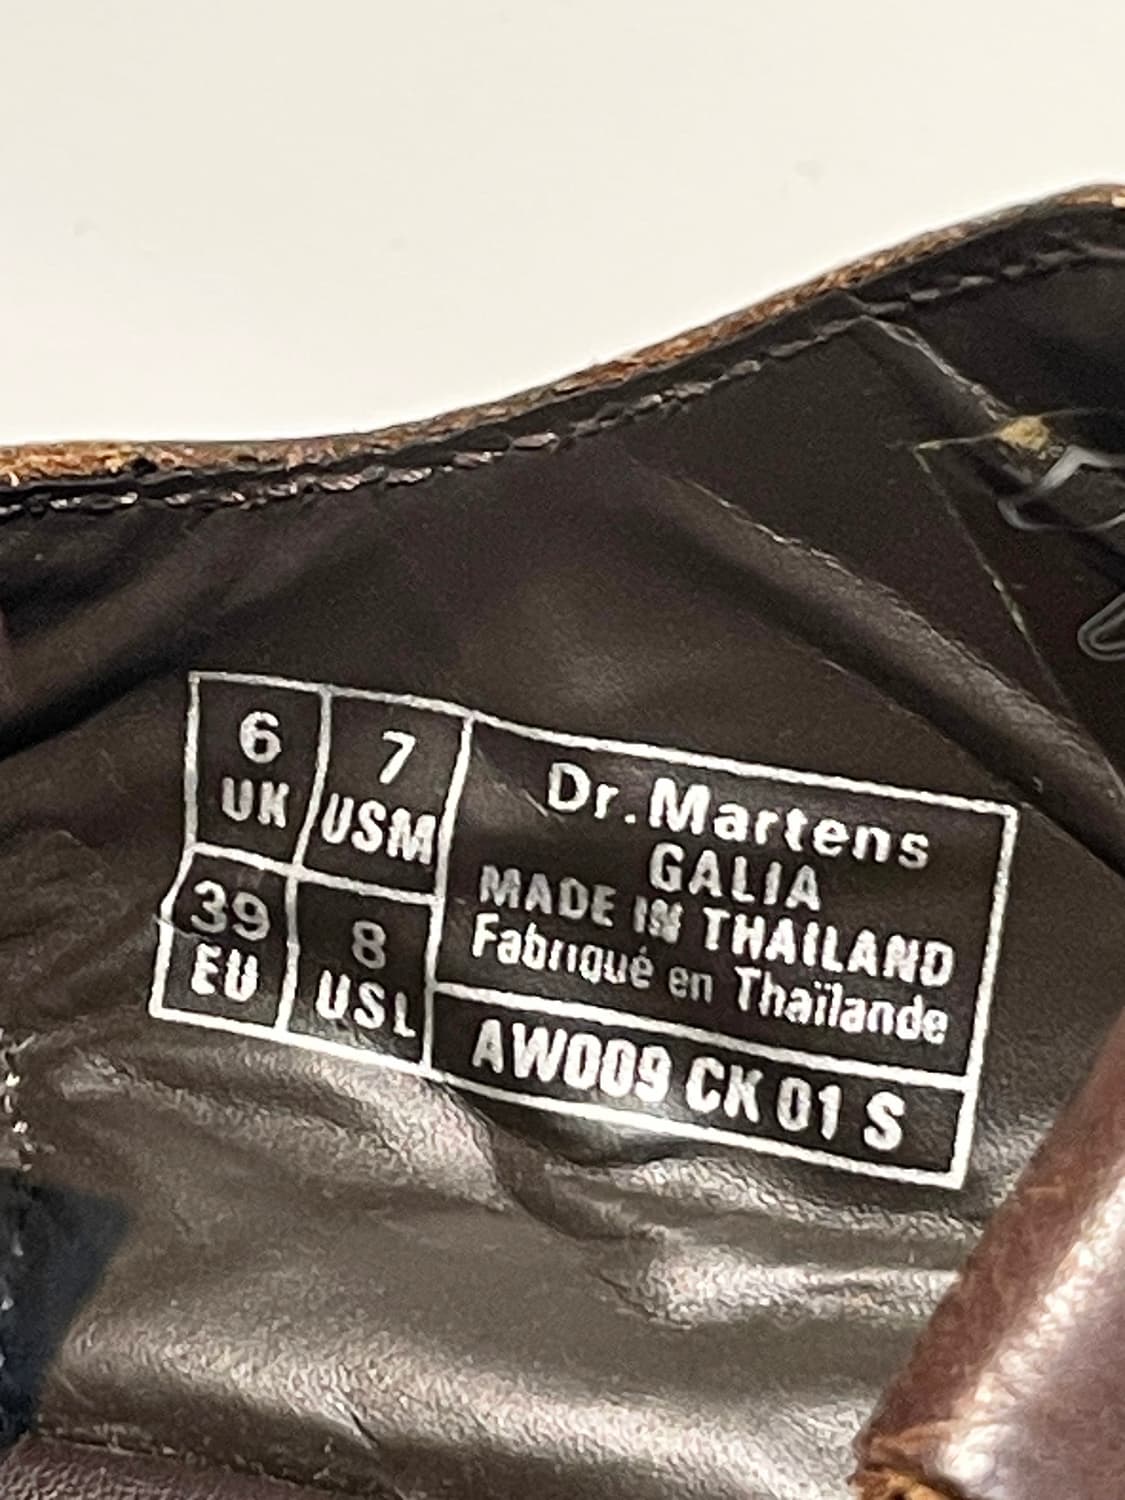 6
UK
7
USM
39
EU
8
USL
Dr.Martens
GALIA
MADE IN THAILAND
Fabriqué en Thaïlande
AW009 CK 01 S